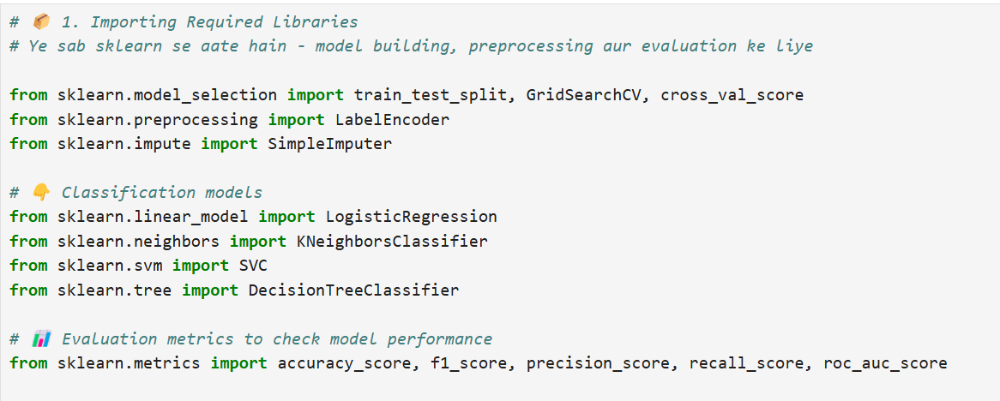 # 📦 1. Importing Required Libraries
# Ye sab sklearn se aate hain - model building, preprocessing aur evaluation ke liye
from sklearn.model_selection import train_test_split, GridSearchCV, cross_val_score
from sklearn.preprocessing import LabelEncoder
from sklearn.impute import SimpleImputer
# 👇 Classification models
from sklearn.linear_model import LogisticRegression
from sklearn.neighbors import KNeighborsClassifier
from sklearn.svm import SVC
from sklearn.tree import DecisionTreeClassifier
# 📊 Evaluation metrics to check model performance
from sklearn.metrics import accuracy_score, f1_score, precision_score, recall_score, roc_auc_score